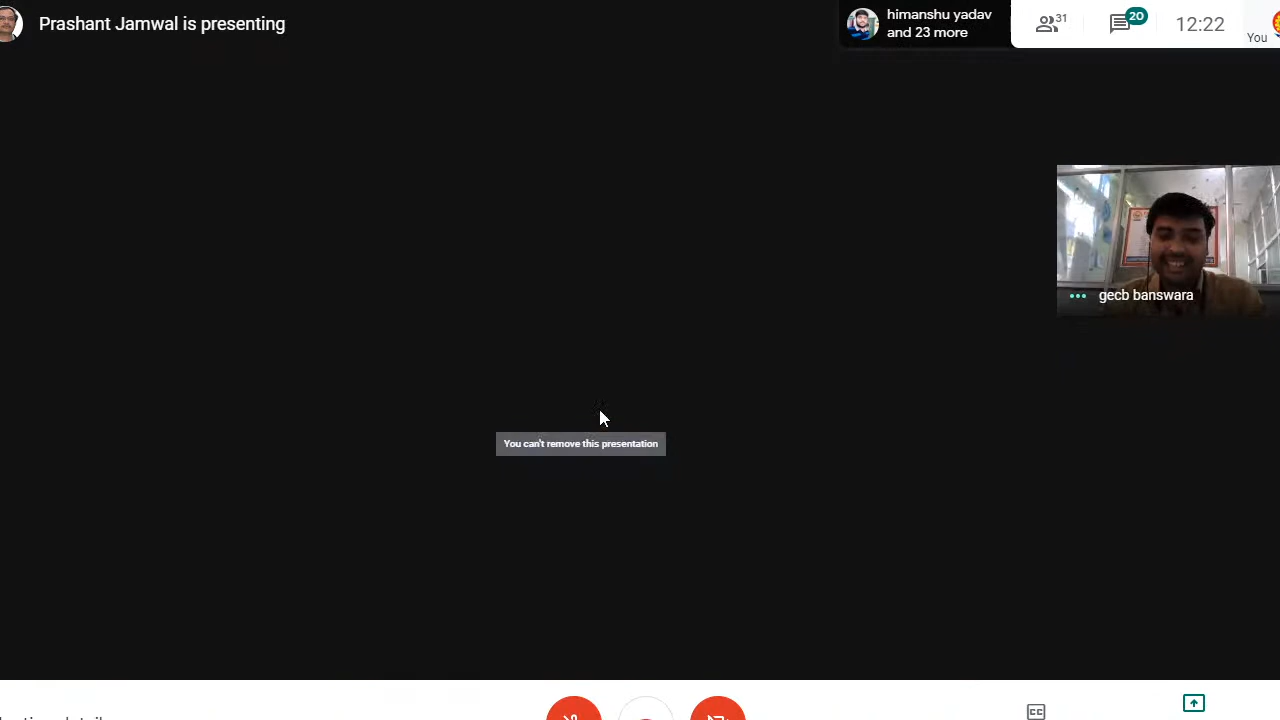 Prashant Jamwal is presenting
himanshu yadav
and 23 more
31
20
12:22
You
gecb banswara
You can't remove this presentation
CC